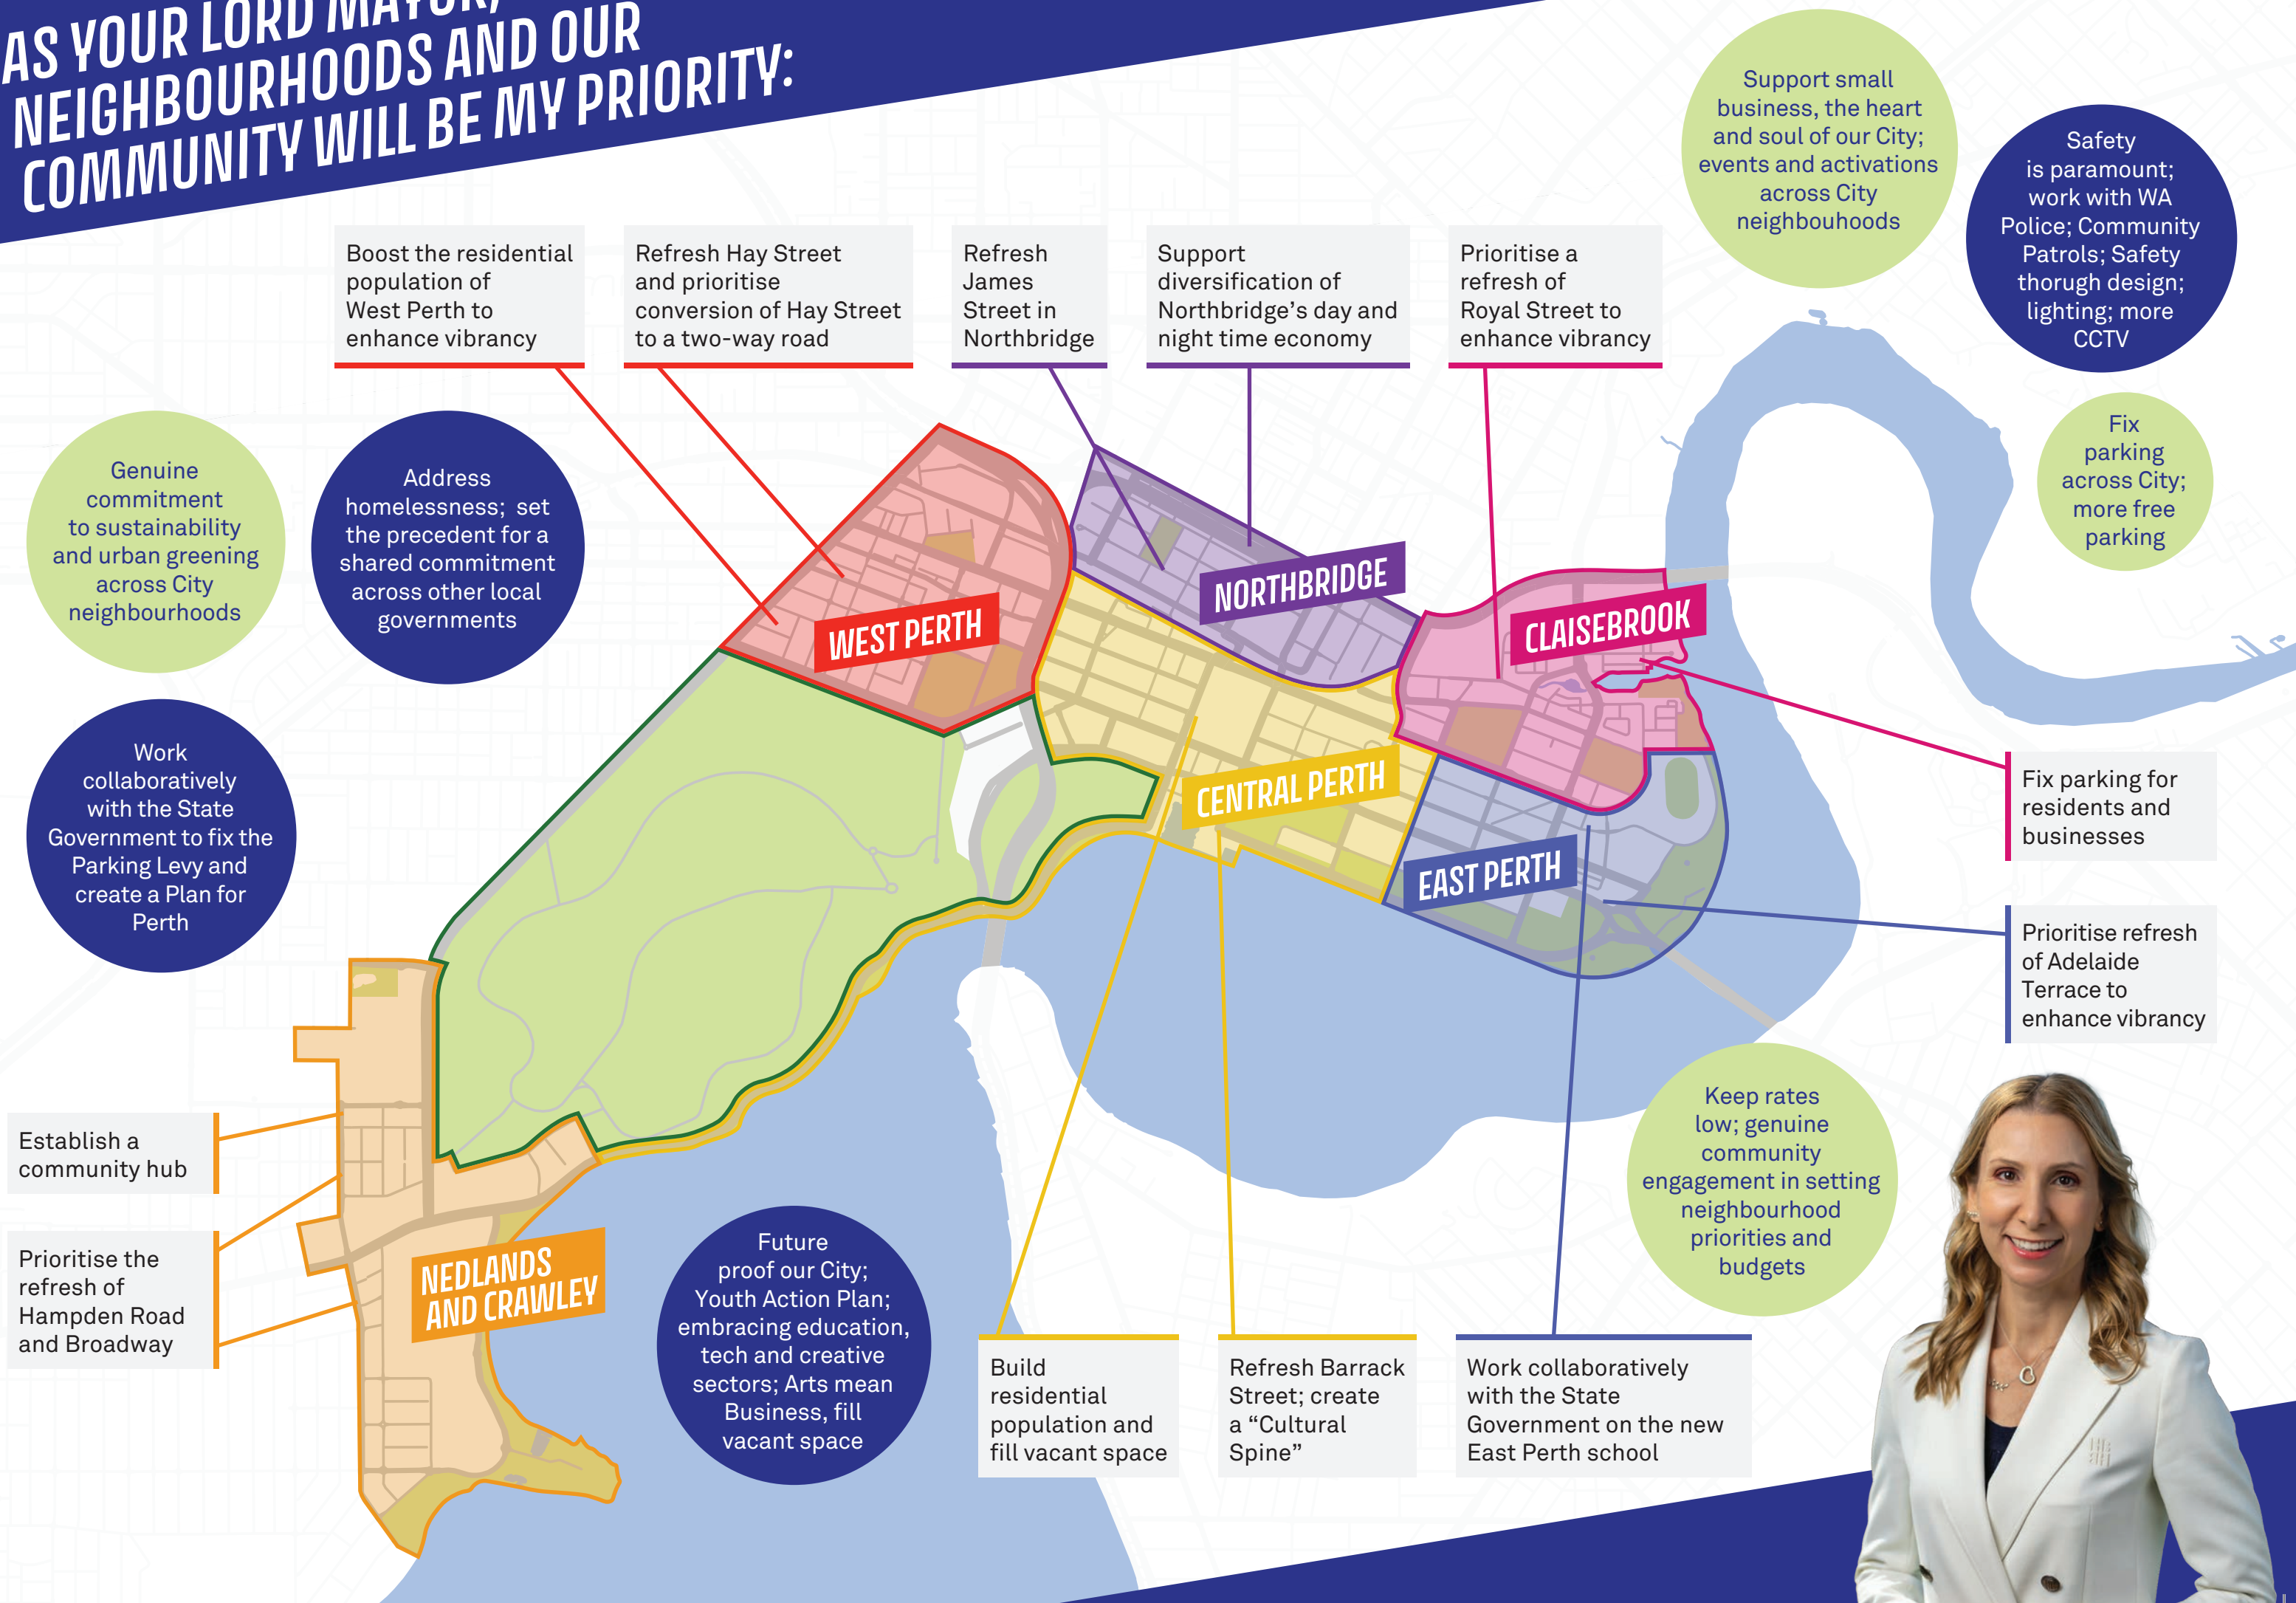 AS YOUR LORD MAYOR,
NEIGHBOURHOODS AND OUR
COMMUNITY WILL BE MY PRIORITY:
Support small
business, the heart
and soul of our City;
events and activations
across City
neighbouhoods
Safety
is paramount;
work with WA
Police; Community
Patrols; Safety
thorugh design;
lighting; more
CCTV
Boost the residential
population of
West Perth to
enhance vibrancy
Refresh Hay Street
and prioritise
conversion of Hay Street
to a two-way road
Refresh
James
Street in
Northbridge
Support
diversification of
Northbridge's day and
night time economy
Prioritise a
refresh of
Royal Street to
enhance vibrancy
Fix
parking
across City;
more free
parking
Genuine
commitment
to sustainability
and urban greening
across City
neighbourhoods
Address
homelessness; set
the precedent for a
shared commitment
across other local
governments
WEST PERTH
NORTHBRIDGE
CLAISEBROOK
CENTRAL PERTH
EAST PERTH
Work
collaboratively
with the State
Government to fix the
Parking Levy and
create a Plan for
Perth
Fix parking for
residents and
businesses
Prioritise refresh
of Adelaide
Terrace to
enhance vibrancy
Establish a
community hub
Prioritise the
refresh of
Hampden Road
and Broadway
NEDLANDS
AND CRAWLEY
Future
proof our City;
Youth Action Plan;
embracing education,
tech and creative
sectors; Arts mean
Business, fill
vacant space
Build
residential
population and
fill vacant space
Refresh Barrack
Street; create
a “Cultural
Spine”
Work collaboratively
with the State
Government on the new
East Perth school
Keep rates
low; genuine
community
engagement in setting
neighbourhood
priorities and
budgets